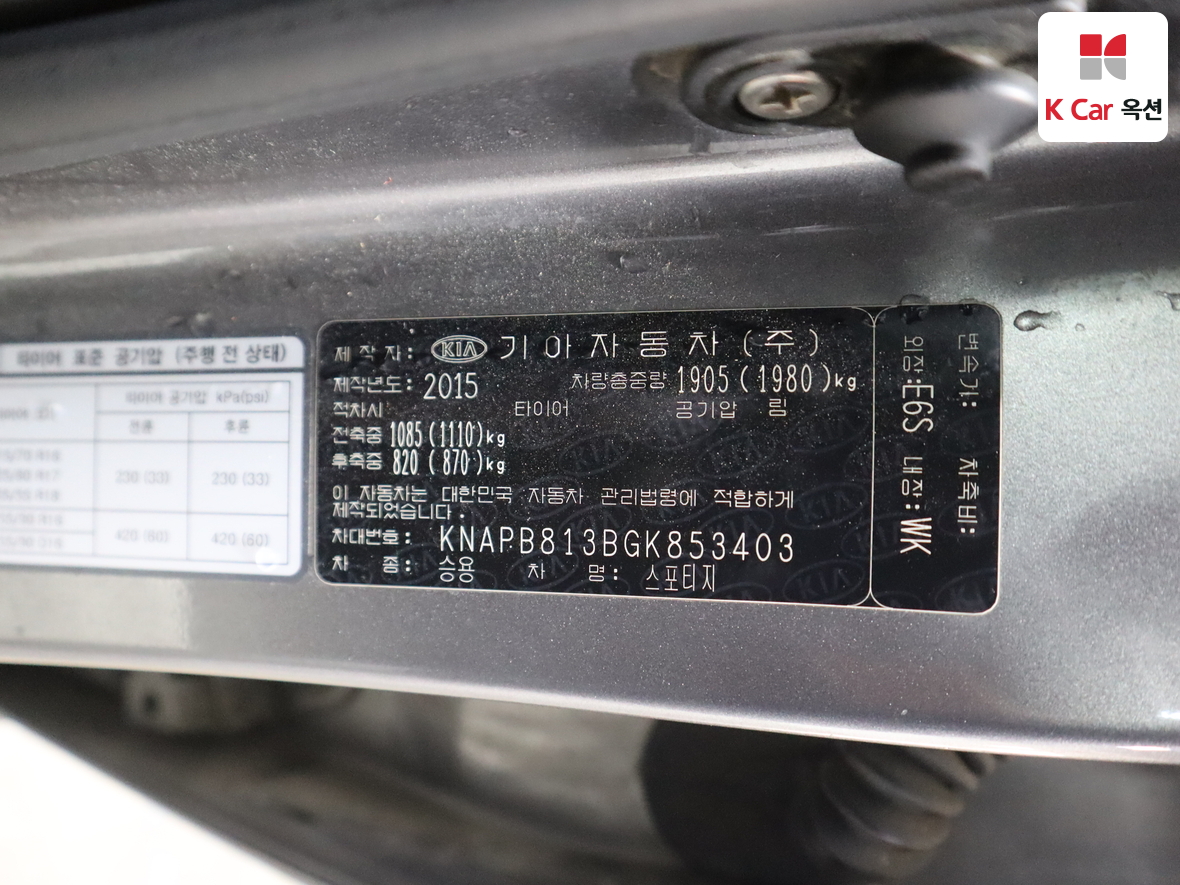 K Car 옥션
타이어 표준 공기압 (주행 전 상태)
타이어 공기압 kPa(psi)
전륜 후륜
230 (33) 230 (33)
420 (60) 420 (60)
제 작 자 : KIA 기 아 자 동 차 ( 주 )
제작년도 : 2015 차량총중량 1905 ( 1980 ) kg
적차시 타이어 공기압 림
전축중 1085 ( 1110 ) kg
후축중 820 ( 870 ) kg
이 자동차는 대한민국 자동차 관리법령에 적합하게
제작되었습니다 .
차대번호 : KNAPB813BGK853403
차 종 : 승용 차 명 : 스포티지
변속기: 차축비:
외장:E6S 내장:WK